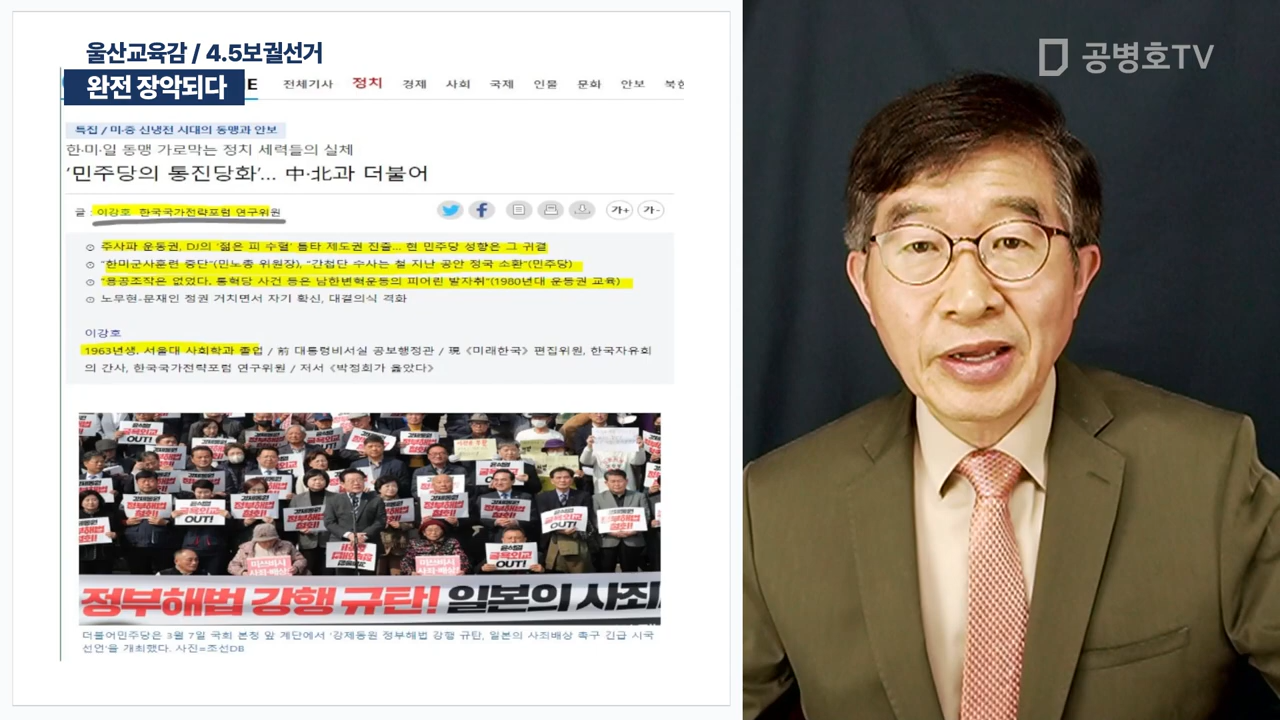 울산교육감 / 4.5보궐선거
완전 장악되다
공병호TV
E 전체기사 정치 경제 사회 국제 인물 문화 안보 북한
특집 / 미·중 신냉전 시대의 동맹과 안보
한·미·일 동맹 가로막는 정치 세력들의 실체
‘민주당의 통진당화’... 中·北과 더불어
글 : 이강호 한국국가전략포럼 연구위원
가+ 가-
⊙ 주사파 운동권, DJ의 ‘젊은 피 수혈’ 틈타 제도권 진출... 현 민주당 성향은 그 귀결
⊙ “한미군사훈련 중단”(민노총 위원장), “간첩단 수사는 철 지난 공안 정국 소환”(민주당)
⊙ “용공조작은 없었다. 통혁당 사건 등은 남한변혁운동의 피어린 발자취”(1980년대 운동권 교육)
⊙ 노무현·문재인 정권 거치면서 자기 확신, 대결의식 격화
이강호
1963년생. 서울대 사회학과 졸업 / 前 대통령비서실 공보행정관 / 現 《미래한국》 편집위원, 한국자유회
의 간사, 한국국가전략포럼 연구위원 / 저서 《박정희가 옳았다》
정부해법 강행 규탄! 일본의 사죄
더불어민주당은 3월 7일 국회 본청 앞 계단에서 ‘강제동원 정부해법 강행 규탄, 일본의 사죄배상 촉구 긴급 시국
선언’을 개최했다. 사진=조선DB